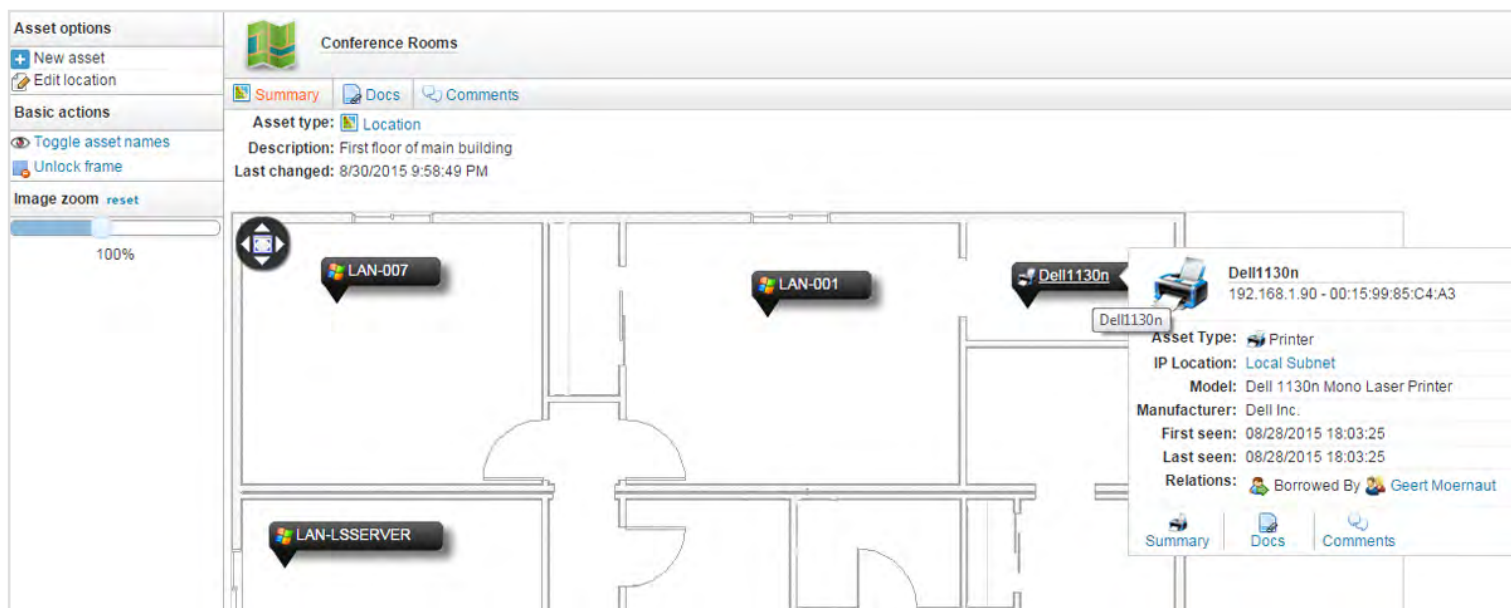 Asset options
New asset
Edit location
Basic actions
Toggle asset names
Unlock frame
Image zoom reset
100%
Conference Rooms
Summary Docs Comments
Asset type: Location
Description: First floor of main building
Last changed: 8/30/2015 9:58:49 PM
LAN-007
LAN-001
Dell1130n
Dell1130n
LAN-LSSERVER
Dell1130n
192.168.1.90 - 00:15:99:85:C4:A3
Asset Type: Printer
IP Location: Local Subnet
Model: Dell 1130n Mono Laser Printer
Manufacturer: Dell Inc.
First seen: 08/28/2015 18:03:25
Last seen: 08/28/2015 18:03:25
Relations: Borrowed By Geert Moernaut
Summary Docs Comments